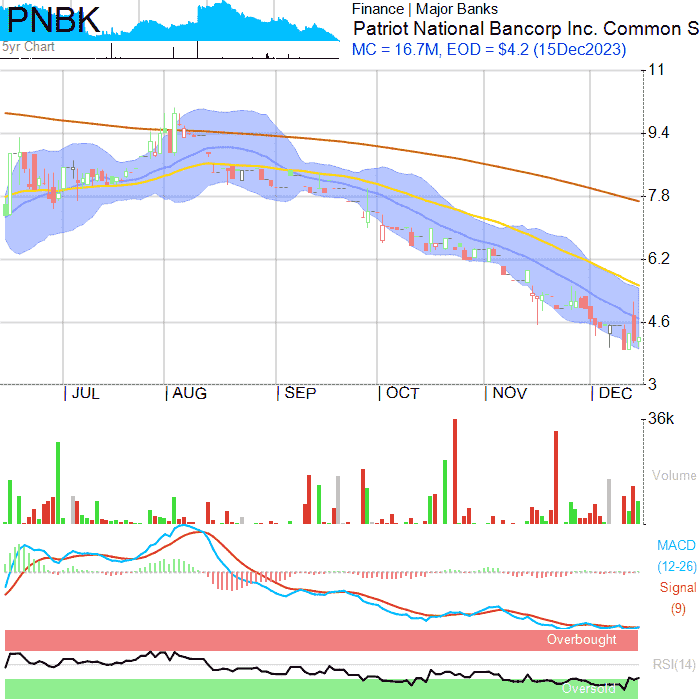 PNBK
Finance | Major Banks
Patriot National Bancorp Inc. Common S
5yr Chart
MC = 16.7M, EOD = $4.2 (15Dec2023)
11
9.4
7.8
6.2
4.6
3
| JUL | AUG | SEP | OCT | NOV | DEC
36k
Volume
MACD
(12-26)
Signal
(9)
Overbought
RSI(14)
Oversold